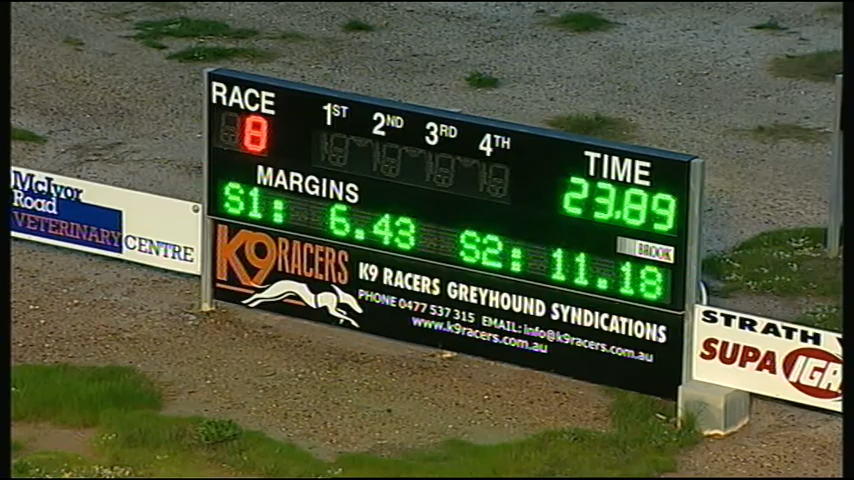 RACE 1ST 2ND 3RD 4TH
8
TIME
23.89
MARGINS
S1: 6.43 S2: 11.18
BROOK
K9 RACERS
K9 RACERS GREYHOUND SYNDICATIONS
PHONE 0477 537 315 EMAIL: info@k9racers.com.au
www.k9racers.com.au
McIvor
Road
VETERINARY
CENTRE
STRATH
SUPA IGA